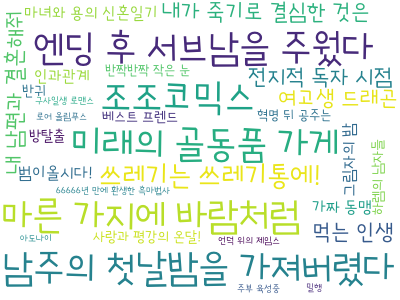 마녀와 용의 신혼일기
내가 죽기로 결심한 것은
엔딩 후 서브남을 주웠다
내 남편과 결혼해줘
인과관계
반짝반짝 작은 눈
전지적 독자 시점
반귀
구사일생 로맨스
조조코믹스
여고생 드래곤
로어 올림푸스
베스트 프렌드
혁명 뒤 공주는
방탈출
미래의 골동품 가게
범이올시다!
쓰레기는 쓰레기통에!
그림자의 밤
하렘의 남자들
66666년 만에 환생한 흑마법사
마른 가지에 바람처럼
가짜 동맹
아도나이
사랑과 평강의 온달!
언덕 위의 제임스
먹는 인생
남주의 첫날밤을 가져버렸다
주부 육성중
밀행